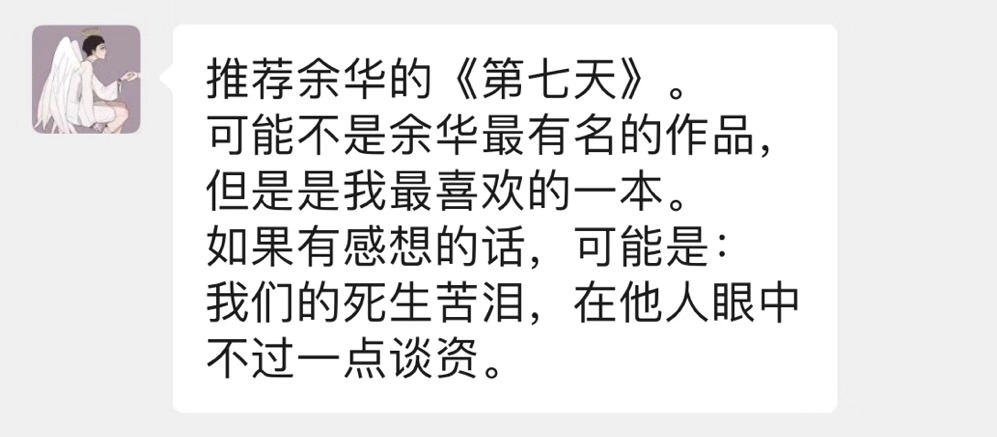 推荐余华的《第七天》。
可能不是余华最有名的作品，
但是是我最喜欢的一本。
如果有感想的话，可能是：
我们的死生苦泪，在他人眼中
不过一点谈资。